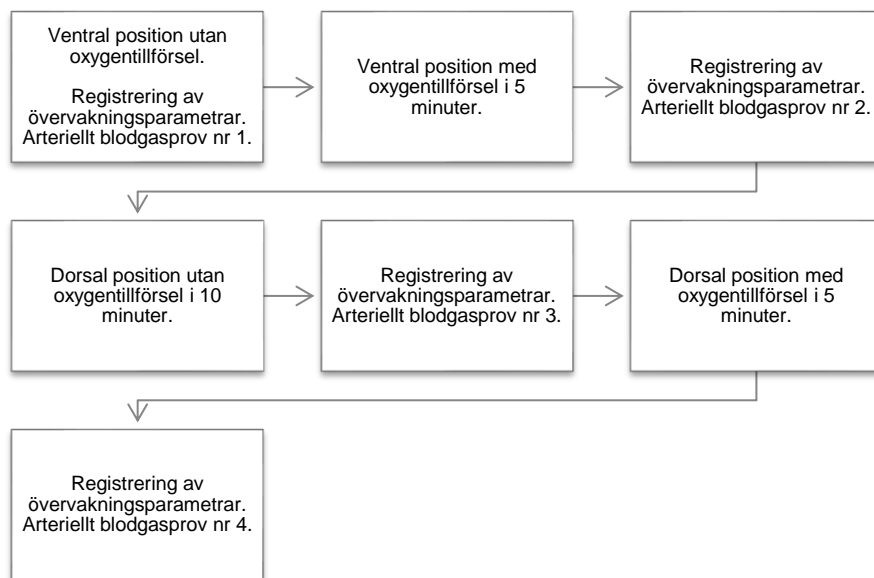 Ventral position utan
oxygentillförsel.
Registrering av
övervakningsparametrar.
Arteriellt blodgasprov nr 1.
Ventral position med
oxygentillförsel i 5
minuter.
Registrering av
övervakningsparametrar.
Arteriellt blodgasprov nr 2.
Dorsal position utan
oxygentillförsel i 10
minuter.
Registrering av
övervakningsparametrar.
Arteriellt blodgasprov nr 3.
Dorsal position med
oxygentillförsel i 5
minuter.
Registrering av
övervakningsparametrar.
Arteriellt blodgasprov nr 4.